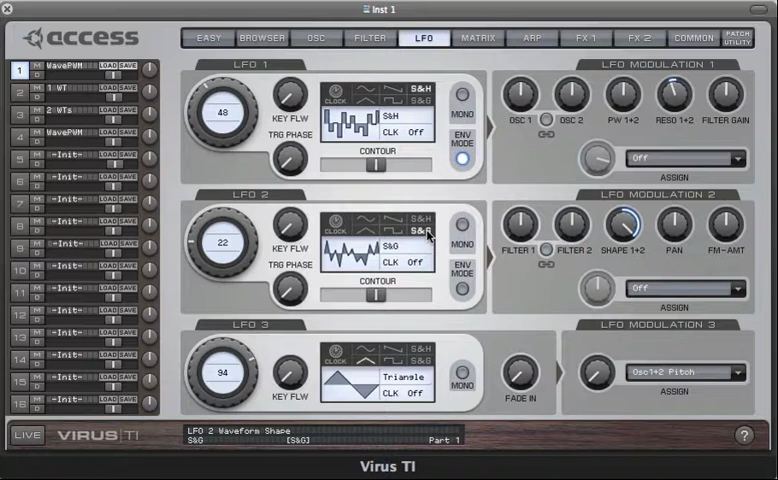 Inst 1
access
EASY BROWSER OSC FILTER LFO MATRIX ARP FX 1 FX 2 COMMON PATCH UTILITY
1 M D WavePWM LOAD SAVE
2 M D 1 WT LOAD SAVE
3 M D 2 WTs LOAD SAVE
4 M D WavePWM LOAD SAVE
5 M D -Init- LOAD SAVE
6 M D -Init- LOAD SAVE
7 M D -Init- LOAD SAVE
8 M D -Init- LOAD SAVE
9 M D -Init- LOAD SAVE
10 M D -Init- LOAD SAVE
11 M D -Init- LOAD SAVE
12 M D -Init- LOAD SAVE
13 M D -Init- LOAD SAVE
14 M D -Init- LOAD SAVE
15 M D -Init- LOAD SAVE
16 M D -Init- LOAD SAVE
LFO 1
48
KEY FLW
TRG PHASE
CLOCK
S&H
S&G
S&H
CLK Off
CONTOUR
MONO
ENV MODE
LFO MODULATION 1
OSC 1 OSC 2 PW 1+2 RESO 1+2 FILTER GAIN
Off
ASSIGN
LFO 2
22
KEY FLW
TRG PHASE
CLOCK
S&H
S&G
S&G
CLK Off
CONTOUR
MONO
ENV MODE
LFO MODULATION 2
FILTER 1 FILTER 2 SHAPE 1+2 PAN FM-AMT
Off
ASSIGN
LFO 3
94
KEY FLW
CLOCK
S&H
S&G
Triangle
CLK Off
MONO
FADE IN
LFO MODULATION 3
Osc1+2 Pitch
ASSIGN
LIVE
VIRUS TI
LFO 2 Waveform Shape
S&G [S&G] Part 1
?
Virus TI